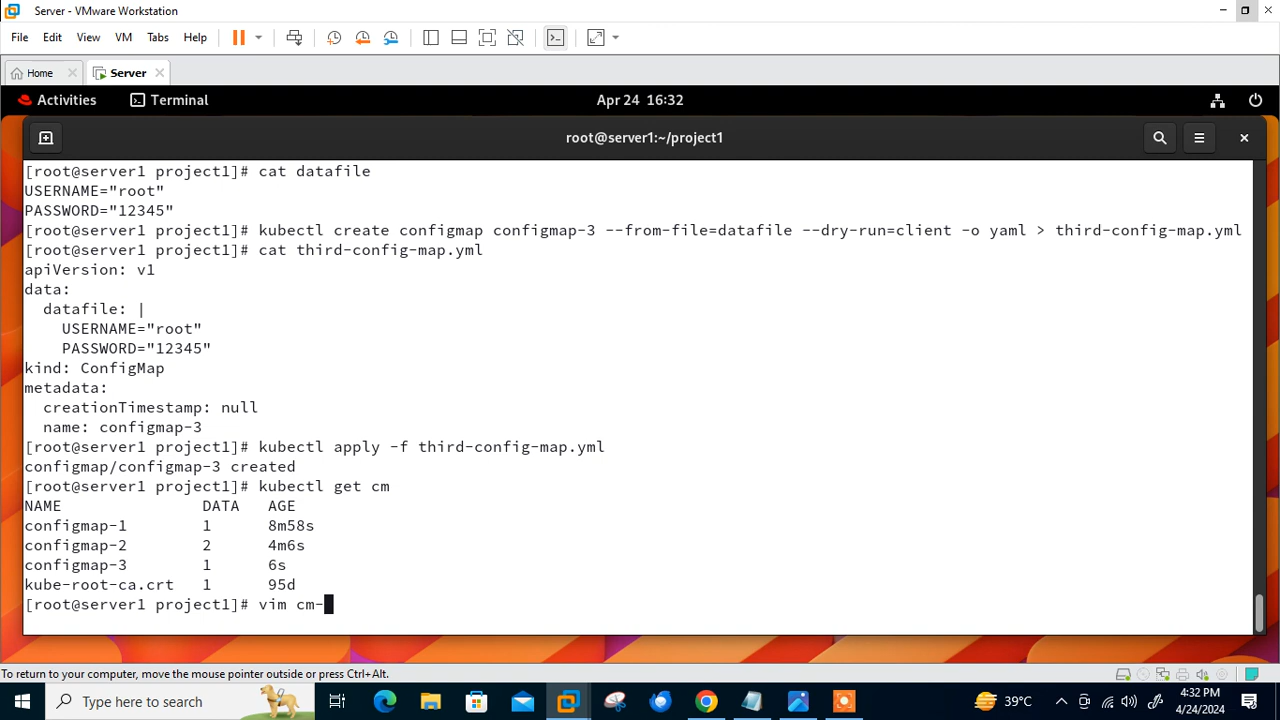 Server - VMware Workstation
File Edit View VM Tabs Help
Home Server
Activities Terminal Apr 24 16:32
root@server1:~/project1
[root@server1 project1]# cat datafile
USERNAME="root"
PASSWORD="12345"
[root@server1 project1]# kubectl create configmap configmap-3 --from-file=datafile --dry-run=client -o yaml > third-config-map.yml
[root@server1 project1]# cat third-config-map.yml
apiVersion: v1
data:
  datafile: |
    USERNAME="root"
    PASSWORD="12345"
kind: ConfigMap
metadata:
  creationTimestamp: null
  name: configmap-3
[root@server1 project1]# kubectl apply -f third-config-map.yml
configmap/configmap-3 created
[root@server1 project1]# kubectl get cm
NAME               DATA   AGE
configmap-1        1      8m58s
configmap-2        2      4m6s
configmap-3        1      6s
kube-root-ca.crt   1      95d
[root@server1 project1]# vim cm-
To return to your computer, move the mouse pointer outside or press Ctrl+Alt.
Type here to search 39°C 4:32 PM
4/24/2024